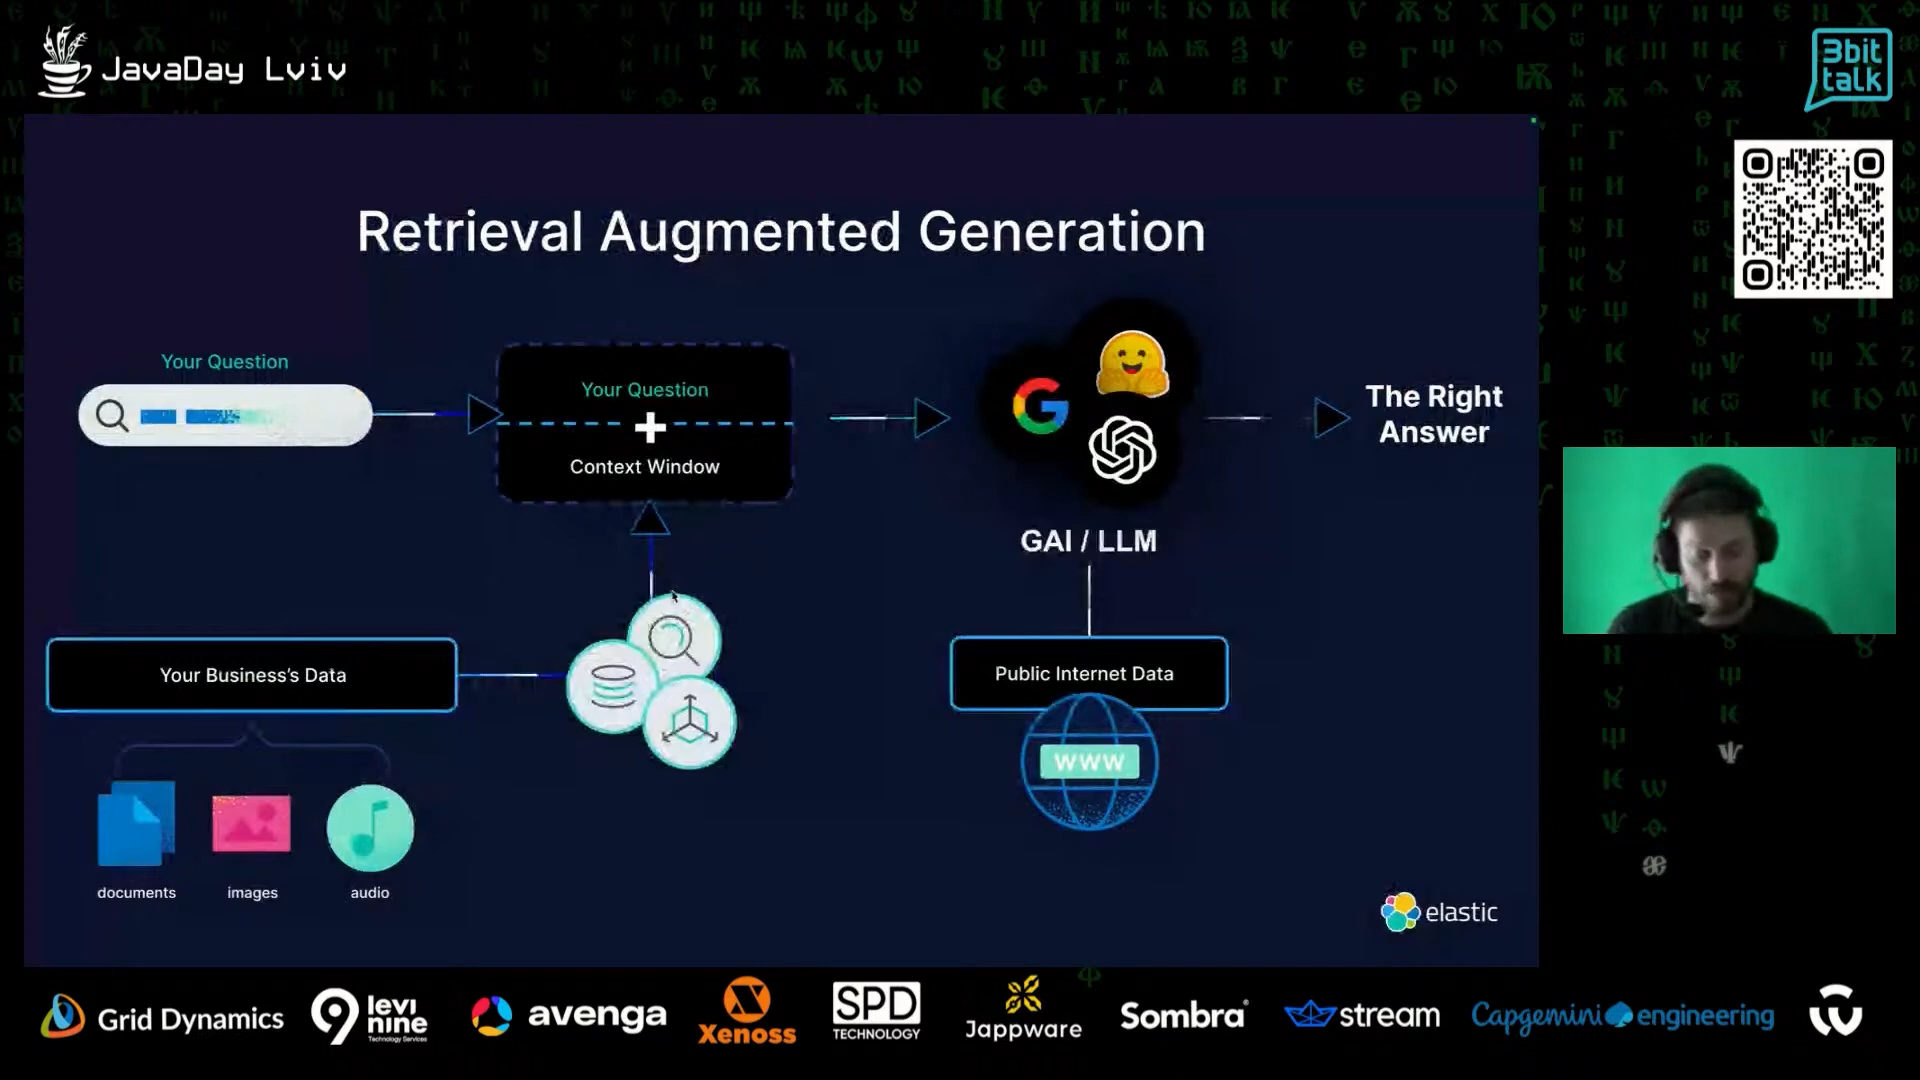 JavaDay Lviv
3bit
talk
Retrieval Augmented Generation
Your Question
Your Question
+
Context Window
The Right
Answer
GAI / LLM
Your Business's Data
Public Internet Data
www
documents
images
audio
elastic
Grid Dynamics
levi
nine
Technology Services
avenga
Xenoss
SPD
TECHNOLOGY
Jappware
Sombra
stream
Capgemini engineering